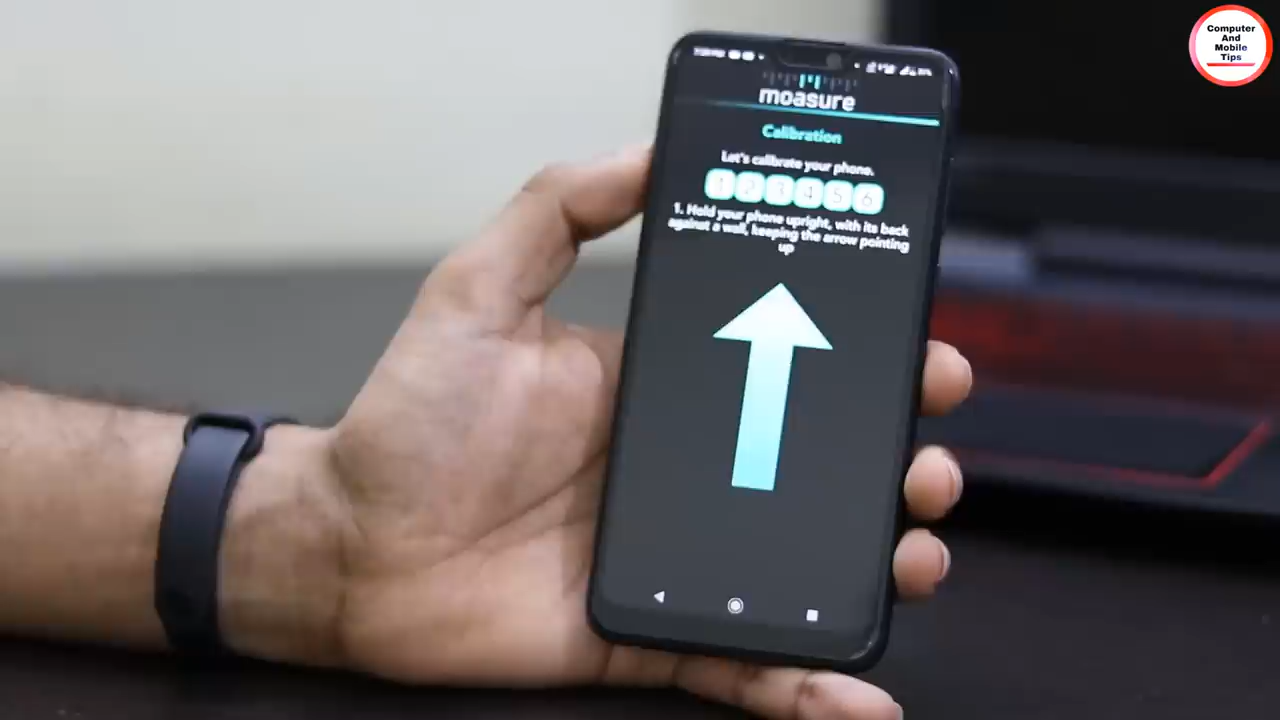 Computer
And
Mobile
Tips
moasure
Calibration
Let's calibrate your phone.
1 2 3 4 5 6
1. Hold your phone upright, with its back
against a wall, keeping the arrow pointing
up